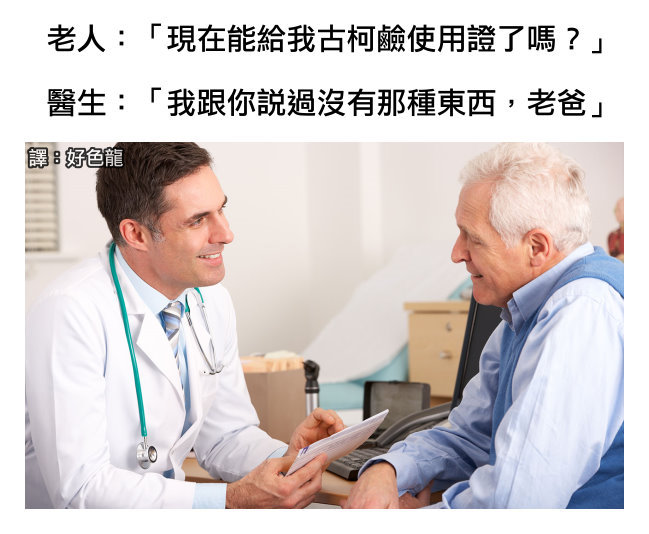 老人：「現在能給我古柯鹼使用證了嗎？」
醫生：「我跟你說過沒有那種東西，老爸」
譯：好色龍